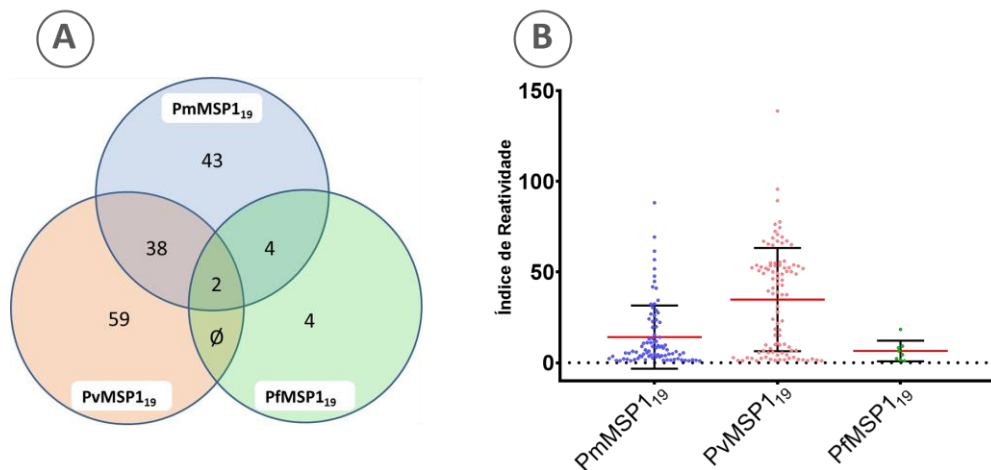 A
PmMSP1₁₉
43
38
4
2
59
Ø
4
PvMSP1₁₉
PfMSP1₁₉
B
Índice de Reatividade
150
100
50
0
PmMSP1₁₉
PvMSP1₁₉
PfMSP1₁₉